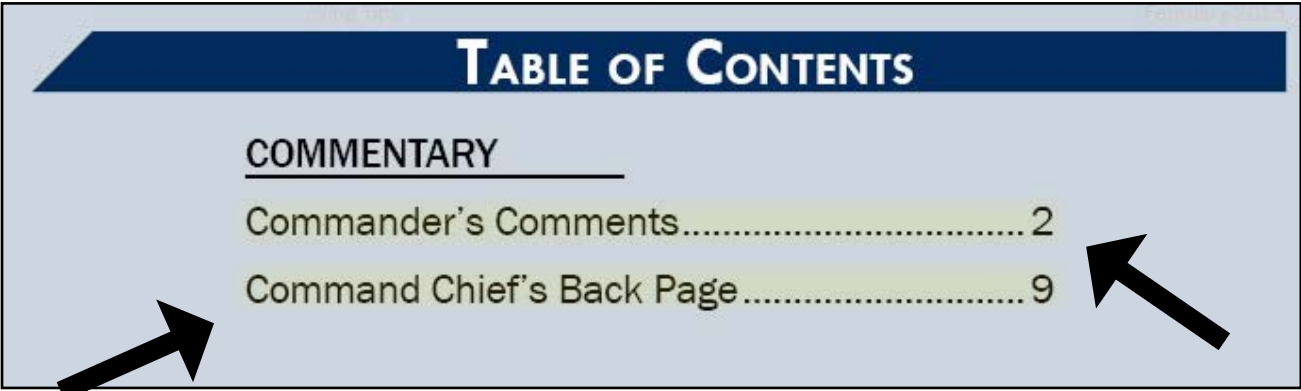 TABLE OF CONTENTS
COMMENTARY
Commander's Comments................................ 2
Command Chief's Back Page........................... 9